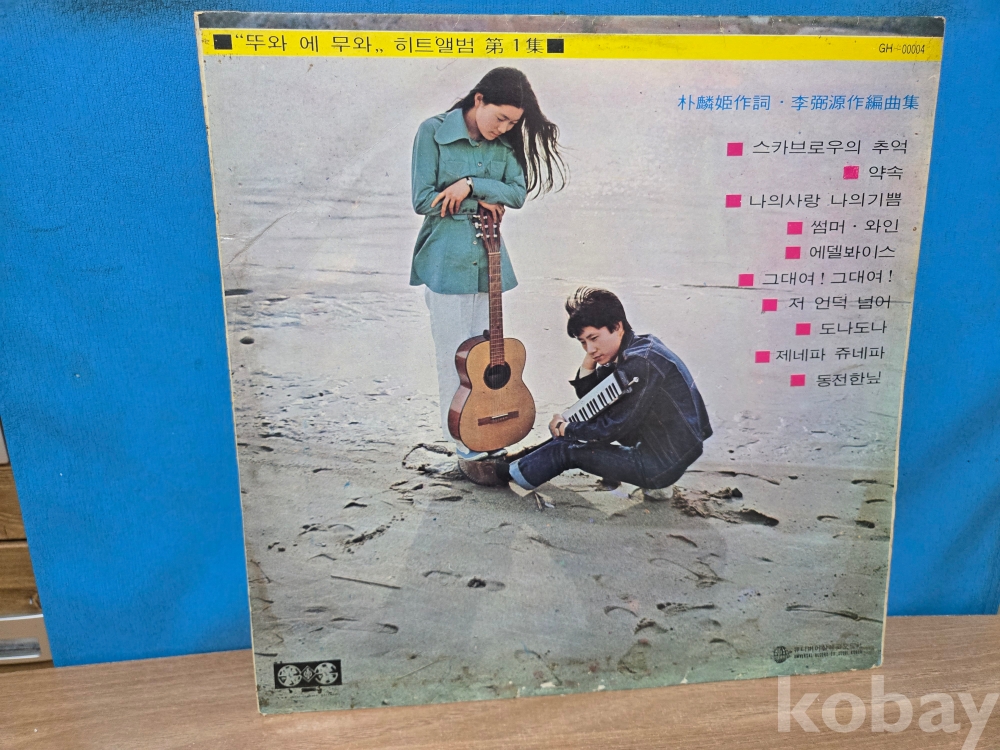 "뚜와 에 무와„ 히트앨범 第1集
GH-00004
朴麟姫作詞·李弼源作編曲集
스카브로우의 추억
약속
나의사랑 나의기쁨
썸머·와인
에델봐이스
그대여! 그대여!
저 언덕 넘어
도나도나
제네파 쥬네파
동전한닢
kobay